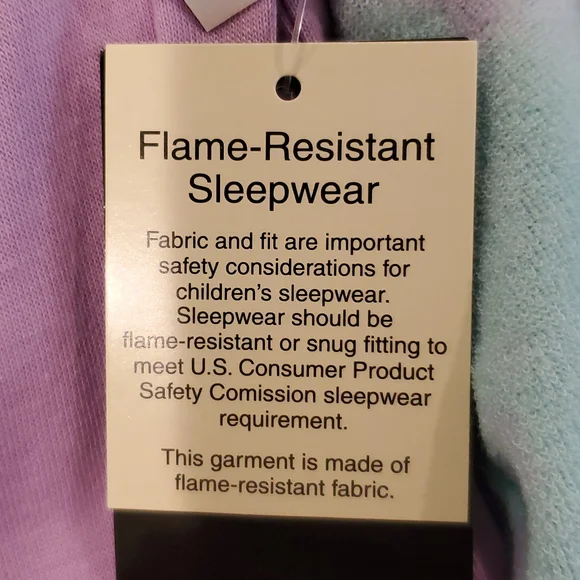 Flame-Resistant
Sleepwear
Fabric and fit are important
safety considerations for
children's sleepwear.
Sleepwear should be
flame-resistant or snug fitting to
meet U.S. Consumer Product
Safety Comission sleepwear
requirement.
This garment is made of
flame-resistant fabric.